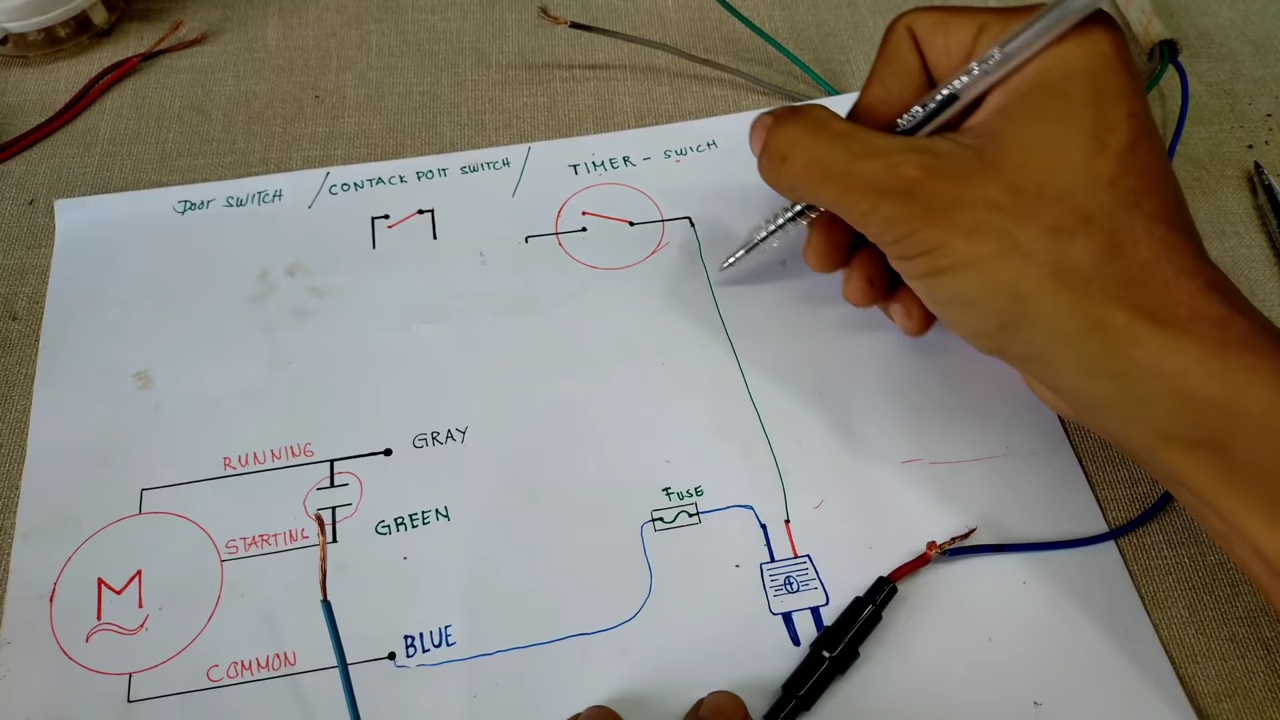 Door SWITCH / CONTACK POIT SWITCH / TIMER - SWICH
RUNNING
GRAY
STARTING
GREEN
FUSE
M
COMMON
BLUE